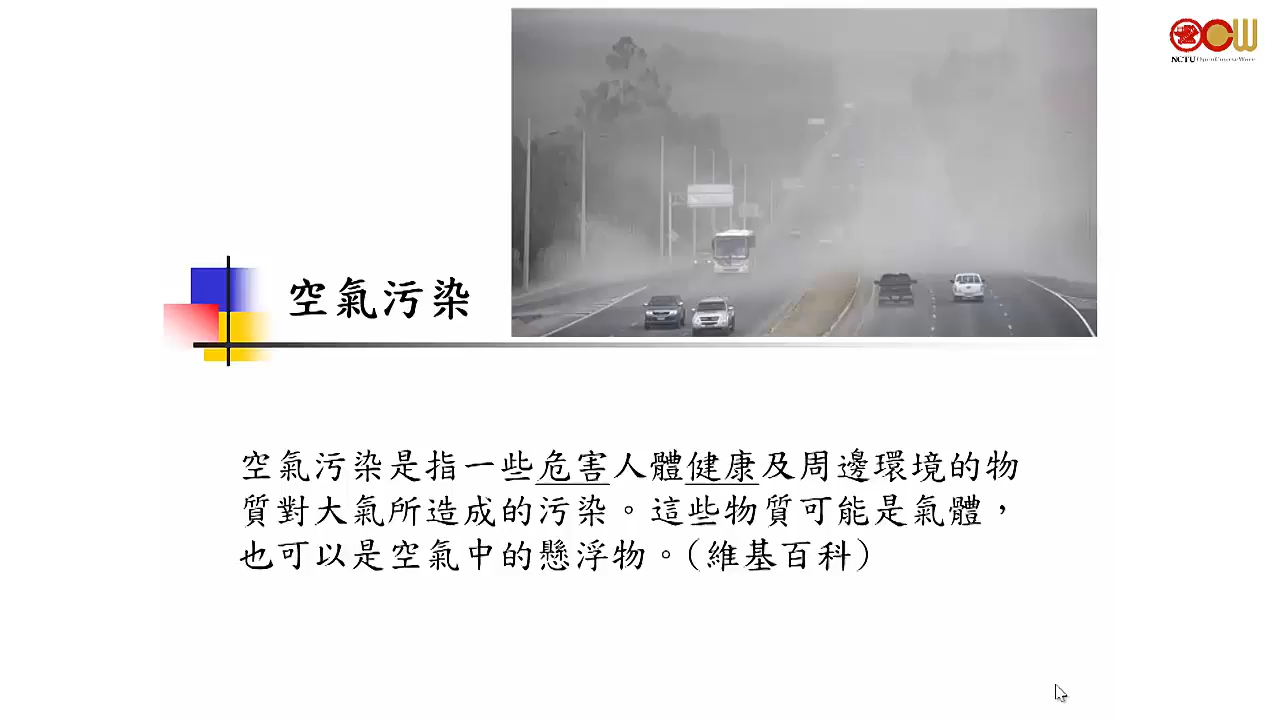 NCTU OpenCourseWare
空氣污染
空氣污染是指一些危害人體健康及周邊環境的物
質對大氣所造成的污染。這些物質可能是氣體，
也可以是空氣中的懸浮物。(維基百科)